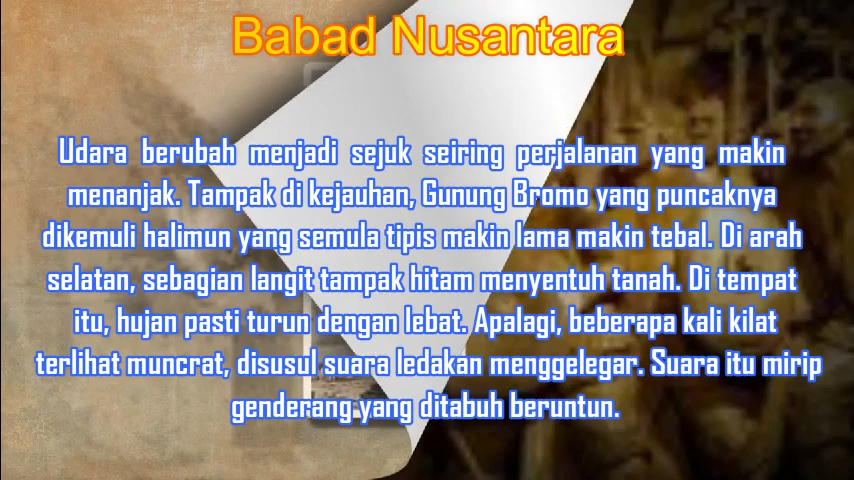 Babad Nusantara
Udara berubah menjadi sejuk seiring perjalanan yang makin
menanjak. Tampak di kejauhan, Gunung Bromo yang puncaknya
dikemuli halimun yang semula tipis makin lama makin tebal. Di arah
selatan, sebagian langit tampak hitam menyentuh tanah. Di tempat
itu, hujan pasti turun dengan lebat. Apalagi, beberapa kali kilat
terlihat muncrat, disusul suara ledakan menggelegar. Suara itu mirip
genderang yang ditabuh beruntun.